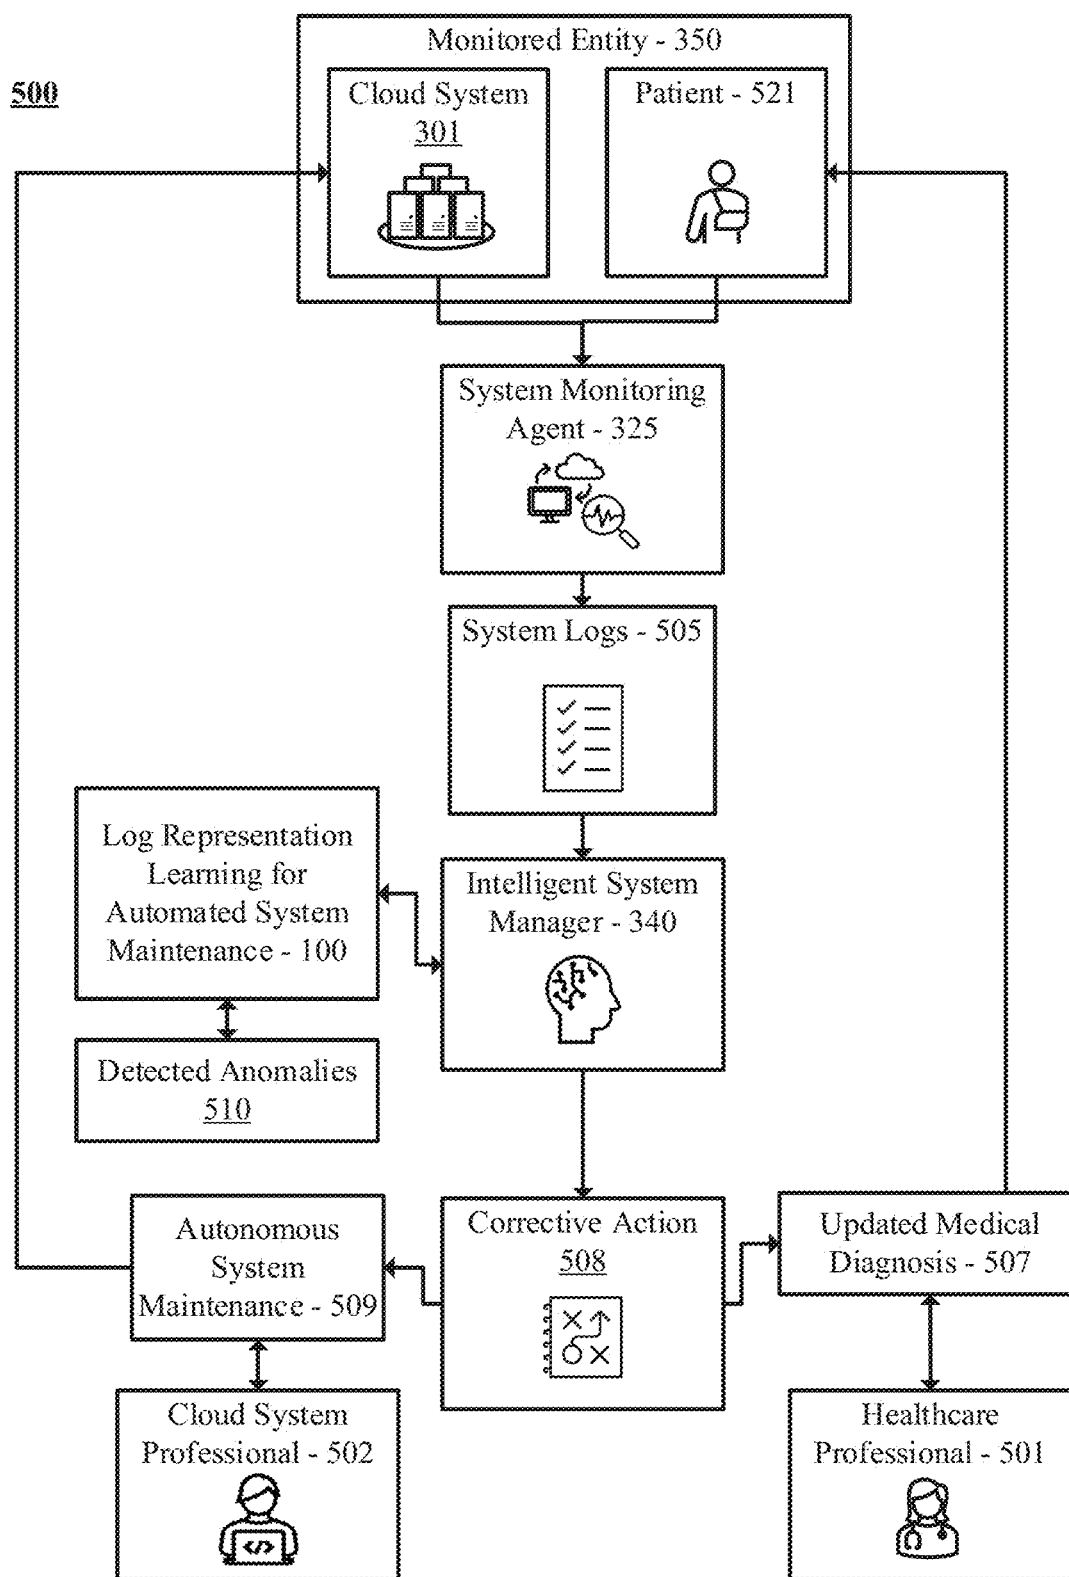 Monitored Entity - 350
500
Cloud System
301
Patient - 521
System Monitoring
Agent - 325
System Logs - 505
Log Representation
Learning for
Automated System
Maintenance - 100
Intelligent System
Manager - 340
Detected Anomalies
510
Autonomous
System
Maintenance - 509
Corrective Action
508
Updated Medical
Diagnosis - 507
Cloud System
Professional - 502
Healthcare
Professional - 501